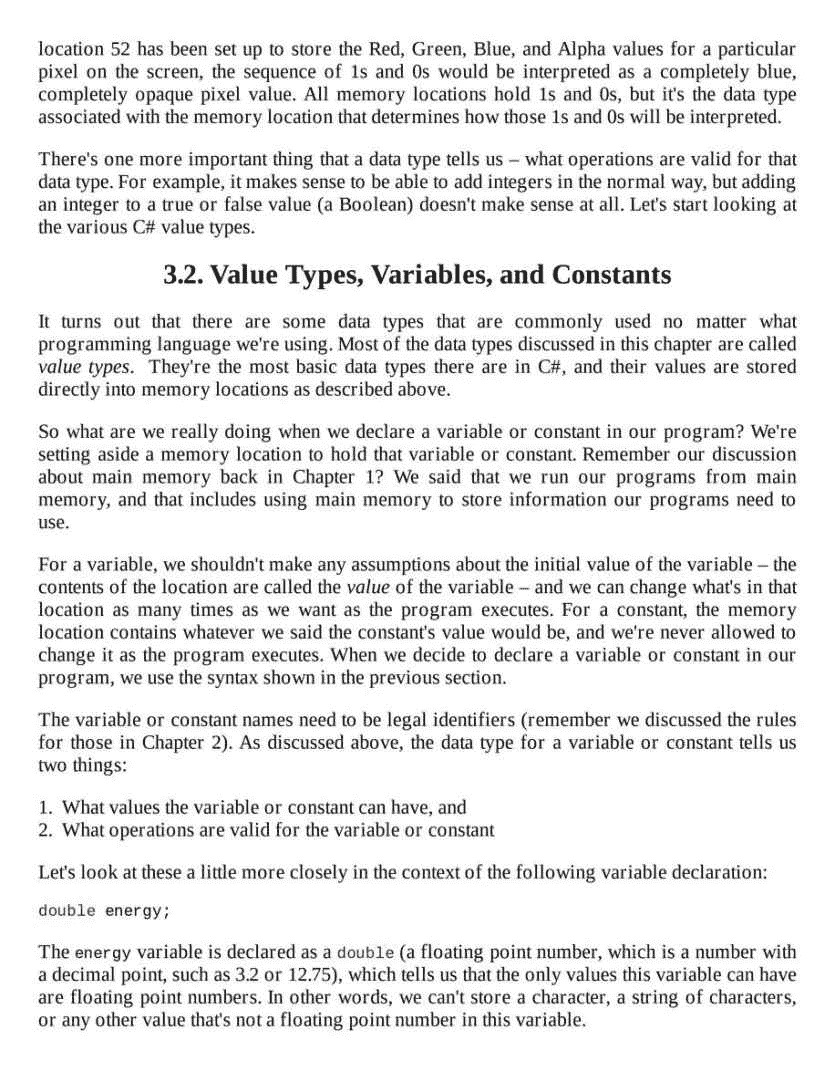 location 52 has been set up to store the Red, Green, Blue, and Alpha values for a particular
pixel on the screen, the sequence of 1s and 0s would be interpreted as a completely blue,
completely opaque pixel value. All memory locations hold 1s and 0s, but it's the data type
associated with the memory location that determines how those 1s and 0s will be interpreted.
There's one more important thing that a data type tells us – what operations are valid for that
data type. For example, it makes sense to be able to add integers in the normal way, but adding
an integer to a true or false value (a Boolean) doesn't make sense at all. Let's start looking at
the various C# value types.
3.2. Value Types, Variables, and Constants
It turns out that there are some data types that are commonly used no matter what
programming language we're using. Most of the data types discussed in this chapter are called
value types. They're the most basic data types there are in C#, and their values are stored
directly into memory locations as described above.
So what are we really doing when we declare a variable or constant in our program? We're
setting aside a memory location to hold that variable or constant. Remember our discussion
about main memory back in Chapter 1? We said that we run our programs from main
memory, and that includes using main memory to store information our programs need to
use.
For a variable, we shouldn't make any assumptions about the initial value of the variable – the
contents of the location are called the value of the variable – and we can change what's in that
location as many times as we want as the program executes. For a constant, the memory
location contains whatever we said the constant's value would be, and we're never allowed to
change it as the program executes. When we decide to declare a variable or constant in our
program, we use the syntax shown in the previous section.
The variable or constant names need to be legal identifiers (remember we discussed the rules
for those in Chapter 2). As discussed above, the data type for a variable or constant tells us
two things:
1. What values the variable or constant can have, and
2. What operations are valid for the variable or constant
Let's look at these a little more closely in the context of the following variable declaration:
double energy;
The energy variable is declared as a double (a floating point number, which is a number with
a decimal point, such as 3.2 or 12.75), which tells us that the only values this variable can have
are floating point numbers. In other words, we can't store a character, a string of characters,
or any other value that's not a floating point number in this variable.